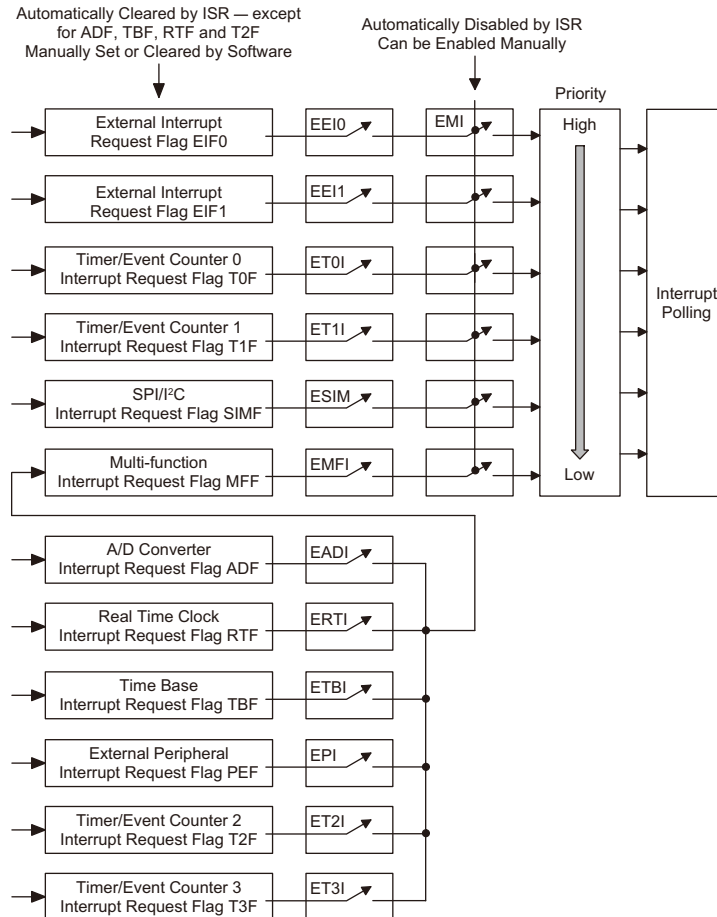 Automatically Cleared by ISR — except
for ADF, TBF, RTF and T2F
Manually Set or Cleared by Software
Automatically Disabled by ISR
Can be Enabled Manually
Priority
External Interrupt
Request Flag EIF0
EEI0
EMI
High
External Interrupt
Request Flag EIF1
EEI1
Timer/Event Counter 0
Interrupt Request Flag T0F
ET0I
Interrupt
Polling
Timer/Event Counter 1
Interrupt Request Flag T1F
ET1I
SPI/I²C
Interrupt Request Flag SIMF
ESIM
Multi-function
Interrupt Request Flag MFF
EMFI
Low
A/D Converter
Interrupt Request Flag ADF
EADI
Real Time Clock
Interrupt Request Flag RTF
ERTI
Time Base
Interrupt Request Flag TBF
ETBI
External Peripheral
Interrupt Request Flag PEF
EPI
Timer/Event Counter 2
Interrupt Request Flag T2F
ET2I
Timer/Event Counter 3
Interrupt Request Flag T3F
ET3I